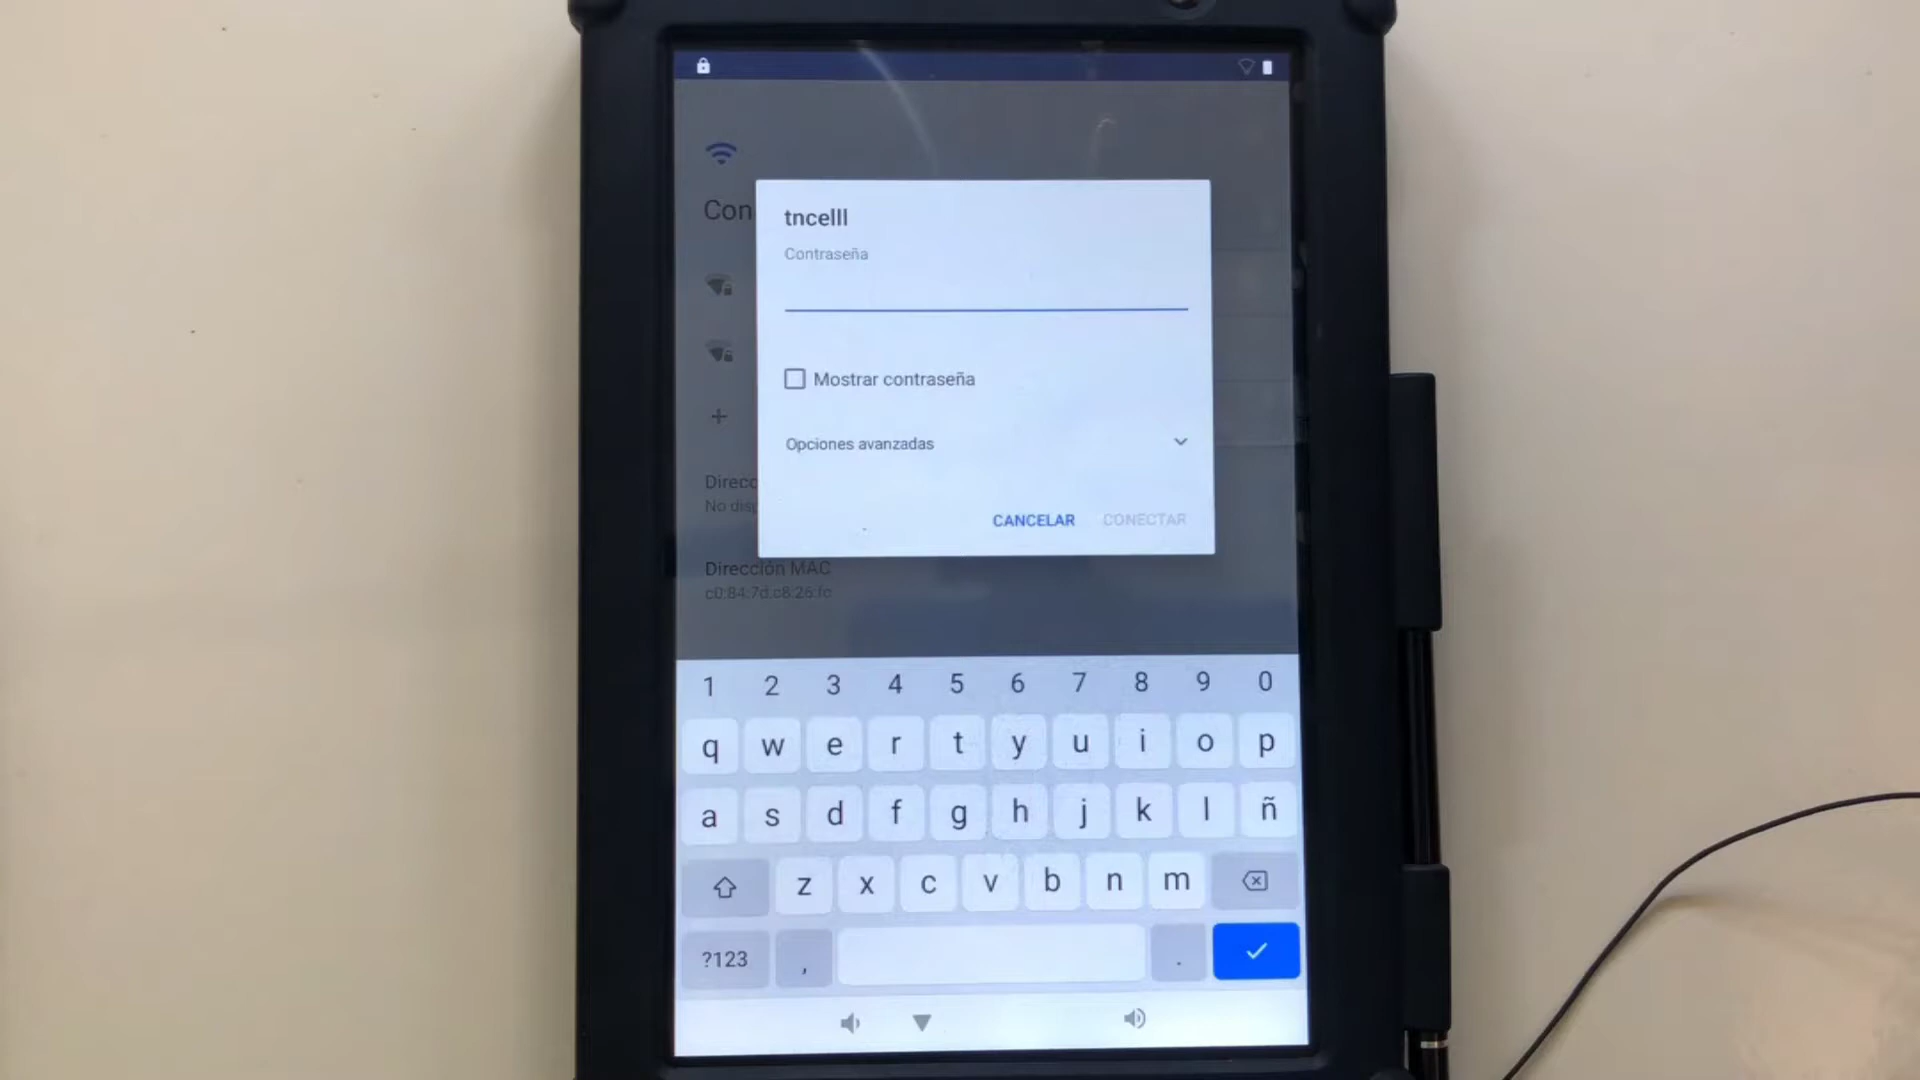 Con
tncelll
Contraseña
Mostrar contraseña
Opciones avanzadas
Direcc
No disp
CANCELAR CONECTAR
Dirección MAC
c0:84:7d:c8:26:fc
1 2 3 4 5 6 7 8 9 0
q w e r t y u i o p
a s d f g h j k l ñ
z x c v b n m
?123 , .